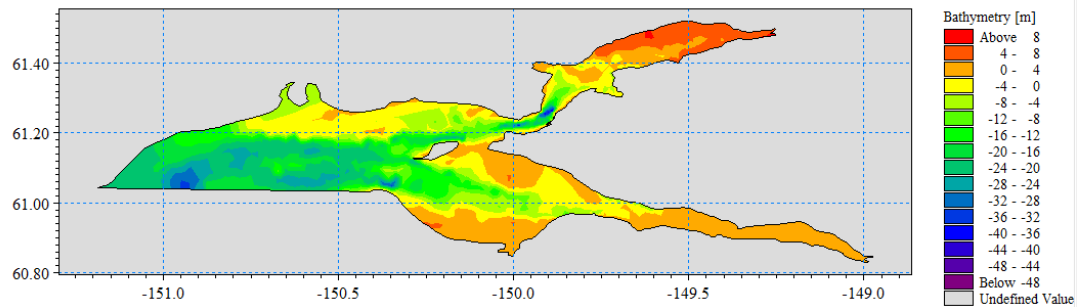 61.40
61.20
61.00
60.80
-151.0 -150.5 -150.0 -149.5 -149.0
Bathymetry [m]
Above 8
4 - 8
0 - 4
-4 - 0
-8 - -4
-12 - -8
-16 - -12
-20 - -16
-24 - -20
-28 - -24
-32 - -28
-36 - -32
-40 - -36
-44 - -40
-48 - -44
Below -48
Undefined Value